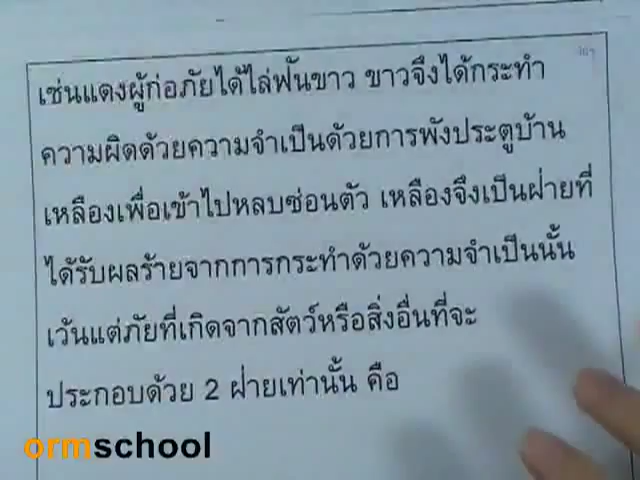 เช่นแดงผู้ก่อภัยได้ไล่ฟันขาว ขาวจึงได้กระทำ
ความผิดด้วยความจำเป็นด้วยการพังประตูบ้าน
เหลืองเพื่อเข้าไปหลบซ่อนตัว เหลืองจึงเป็นฝ่ายที่
ได้รับผลร้ายจากการกระทำด้วยความจำเป็นนั้น
เว้นแต่ภัยที่เกิดจากสัตว์หรือสิ่งอื่นที่จะ
ประกอบด้วย 2 ฝ่ายเท่านั้น คือ
ormschool